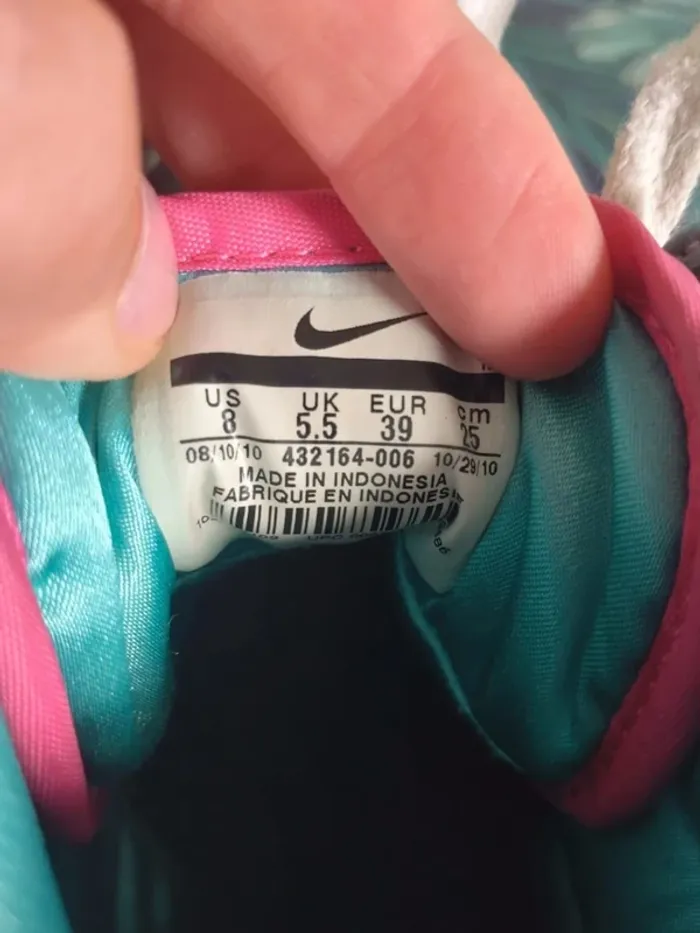 US UK EUR cm
8 5.5 39 25
08/10/10 432164-006 10/29/10
MADE IN INDONESIA
FABRIQUE EN INDONESIE